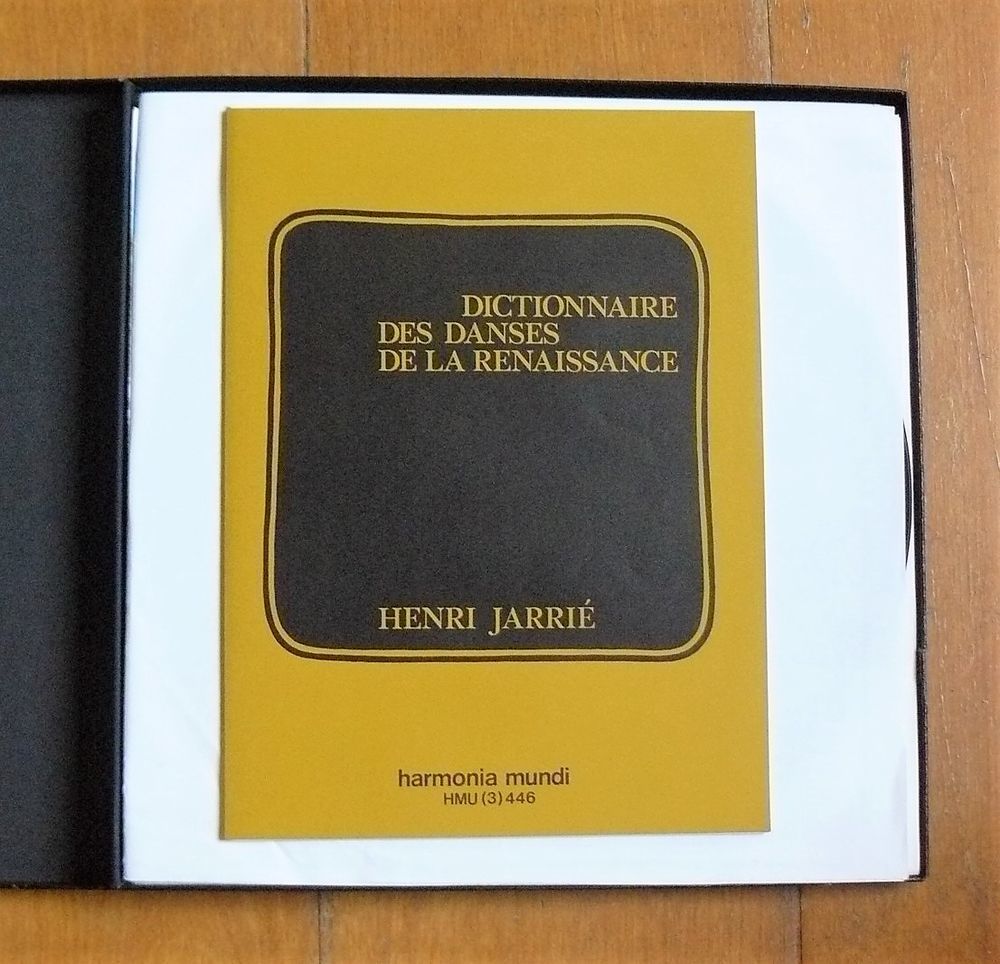 DICTIONNAIRE
DES DANSES
DE LA RENAISSANCE
HENRI JARRIÉ
harmonia mundi
HMU (3) 446